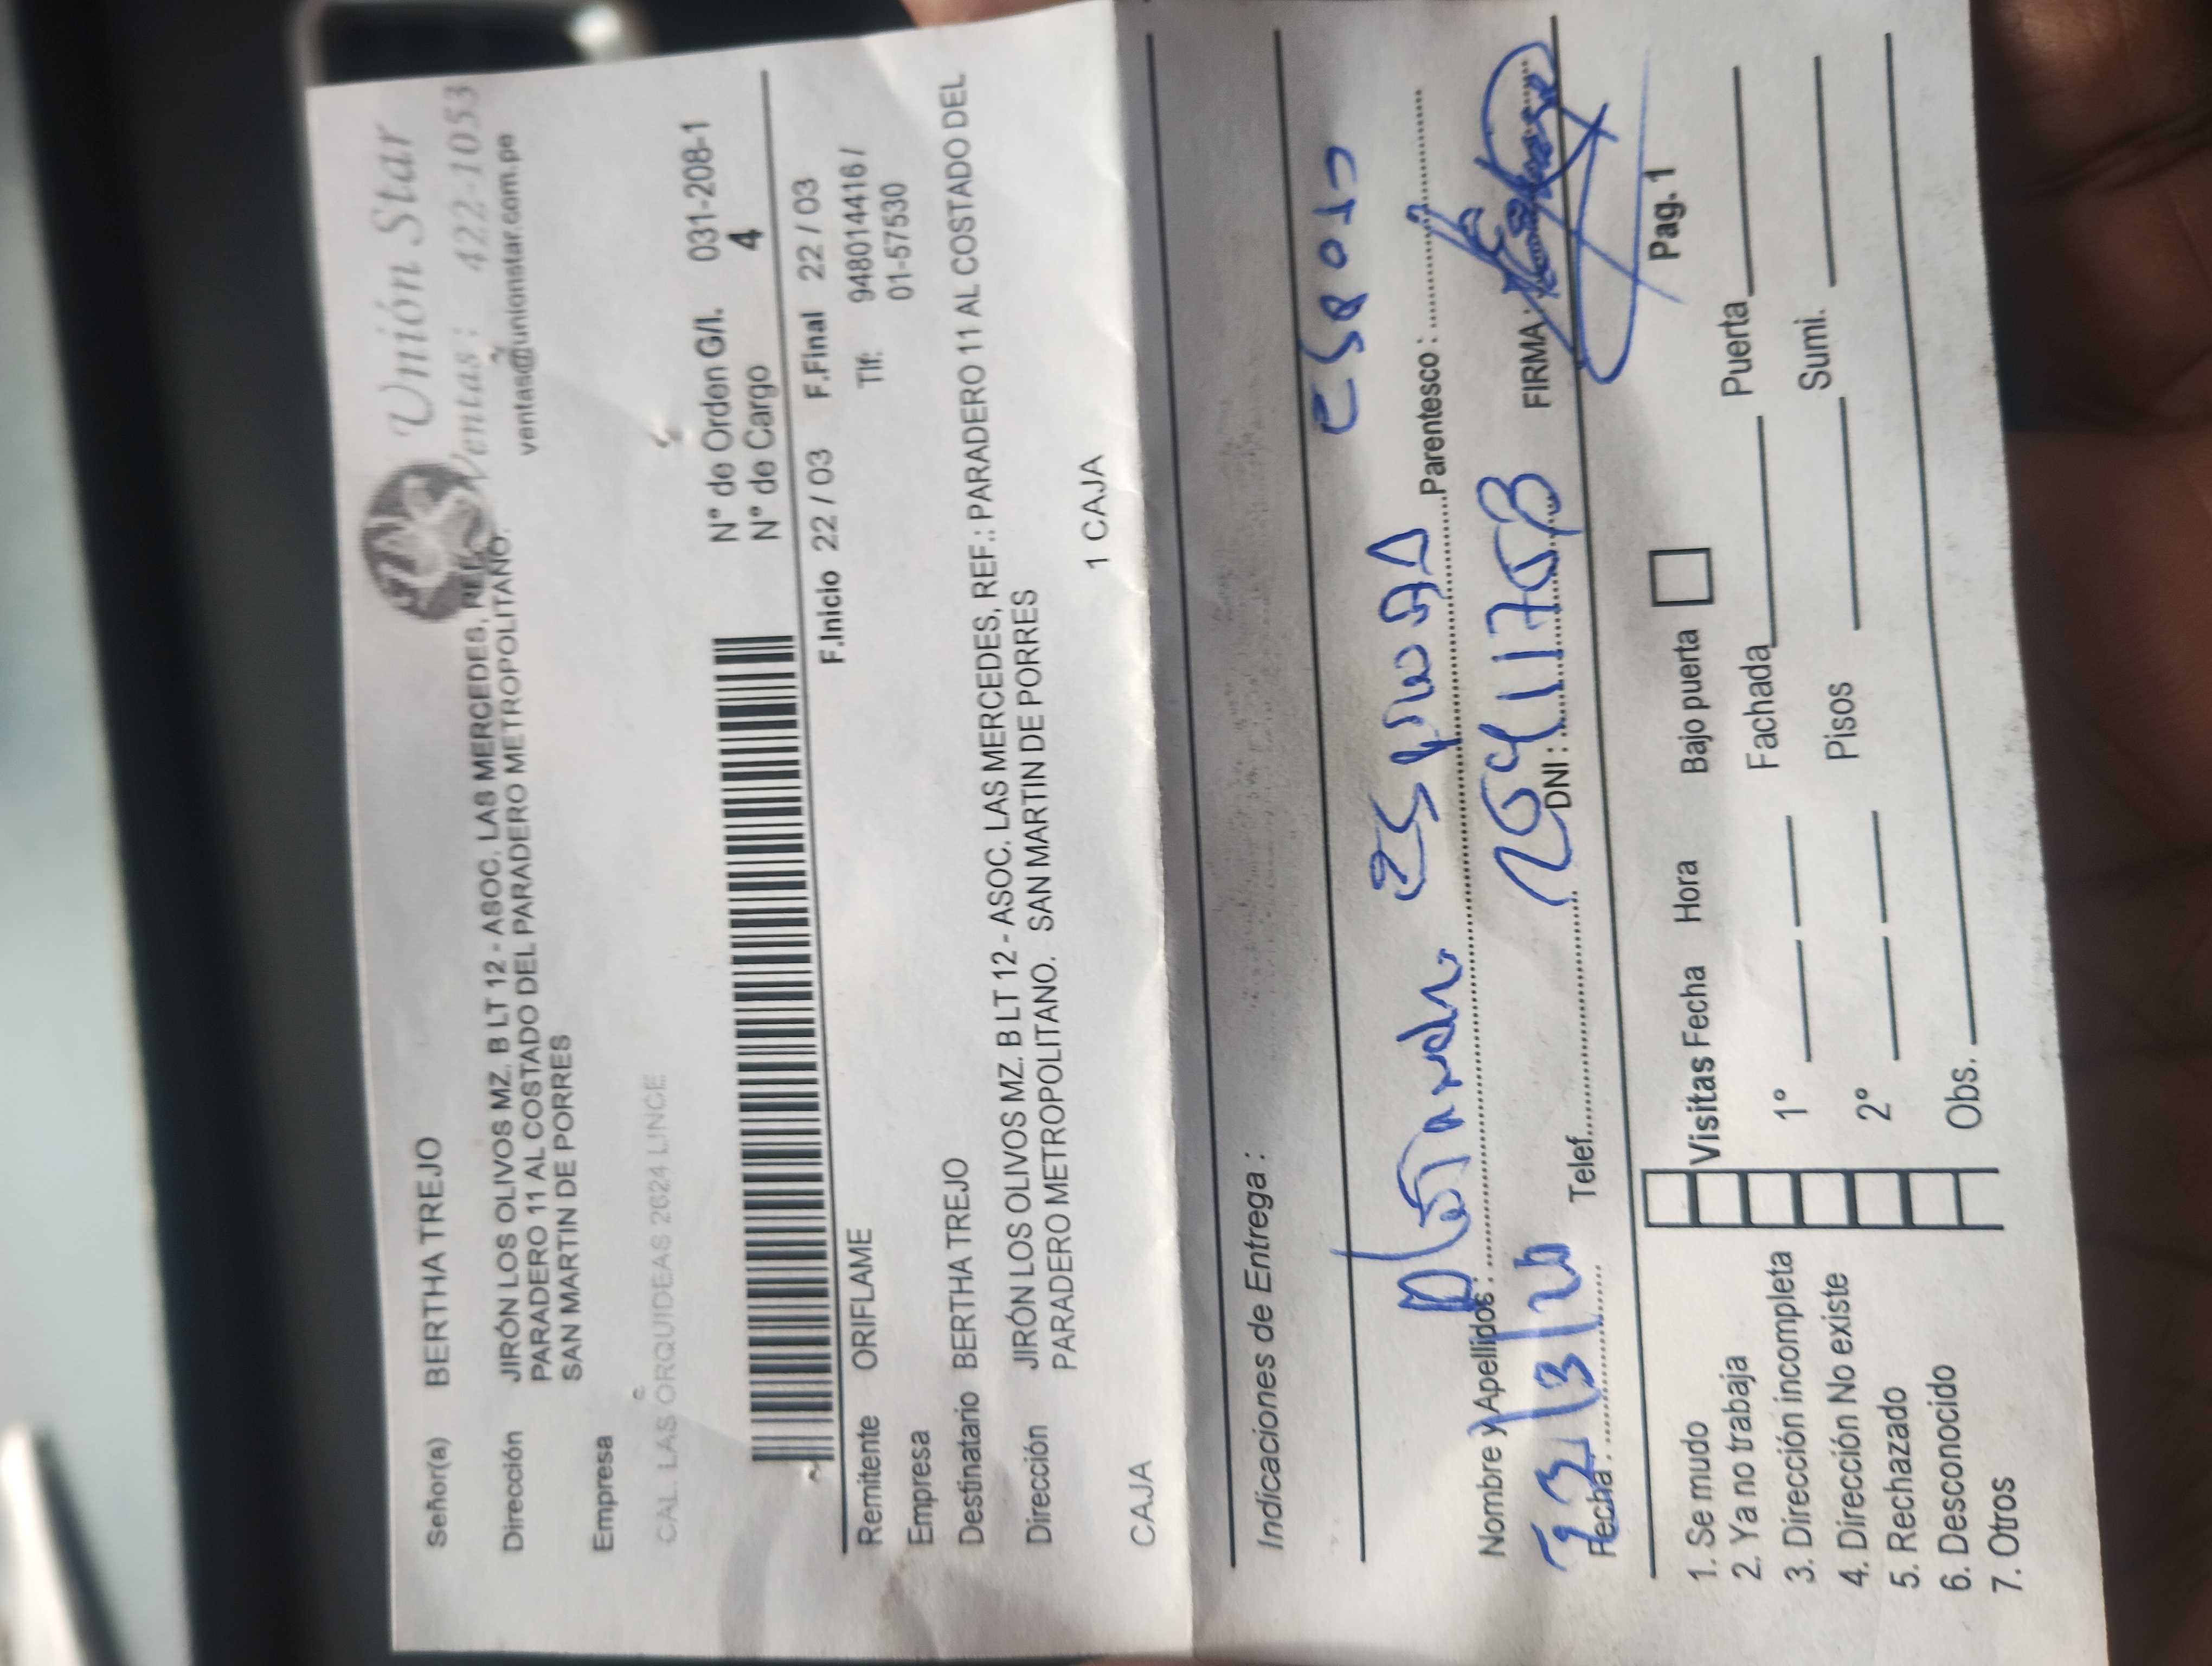 Unión Star
Ventas: 422-1053
ventas@unionstar.com.pe
Señor(a) BERTHA TREJO
Dirección JIRÓN LOS OLIVOS MZ. B LT 12 - ASOC. LAS MERCEDES, REF.:
PARADERO 11 AL COSTADO DEL PARADERO METROPOLITANO.
SAN MARTIN DE PORRES
Empresa
CAL. LAS ORQUIDEAS 2624 LINCE
N° de Orden G/I. 031-208-1
N° de Cargo 4
F.Inicio 22 / 03 F.Final 22 / 03
Remitente ORIFLAME Tlf: 948014416 /
Empresa 01-57530
Destinatario BERTHA TREJO
Dirección JIRÓN LOS OLIVOS MZ. B LT 12 - ASOC. LAS MERCEDES, REF.: PARADERO 11 AL COSTADO DEL
PARADERO METROPOLITANO. SAN MARTIN DE PORRES
CAJA 1 CAJA
Indicaciones de Entrega :
Nombre y Apellidos : Parentesco :
Fecha : Telef. DNI : FIRMA :
Pag. 1
1. Se mudo
2. Ya no trabaja
3. Dirección incompleta
4. Dirección No existe
5. Rechazado
6. Desconocido
7. Otros
Visitas Fecha Hora Bajo puerta
1° Fachada Puerta
2° Pisos Sumi.
Obs.